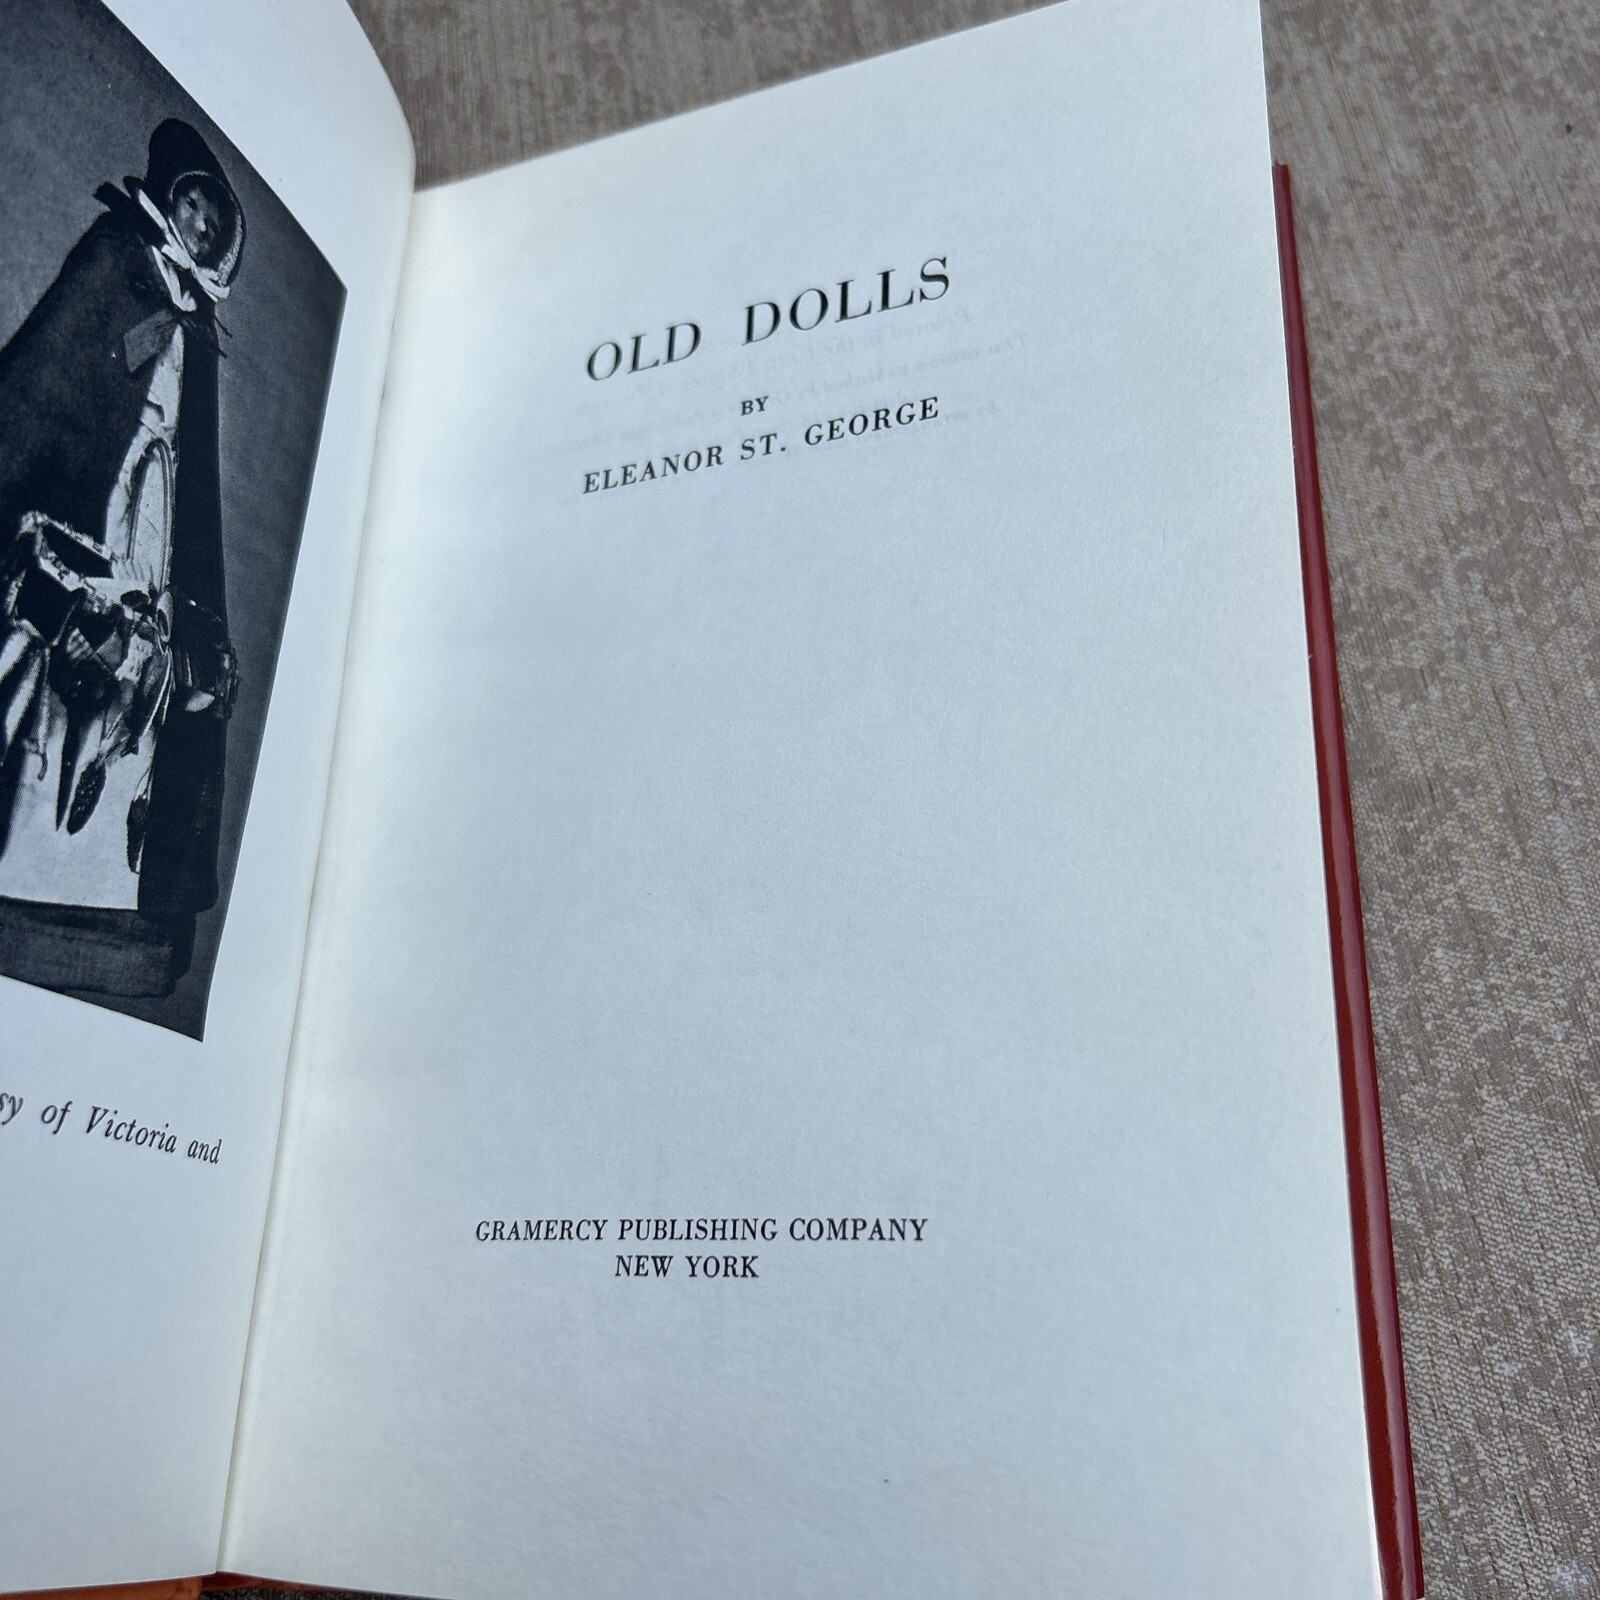 sy of Victoria and
OLD DOLLS
BY
ELEANOR ST. GEORGE
GRAMERCY PUBLISHING COMPANY
NEW YORK